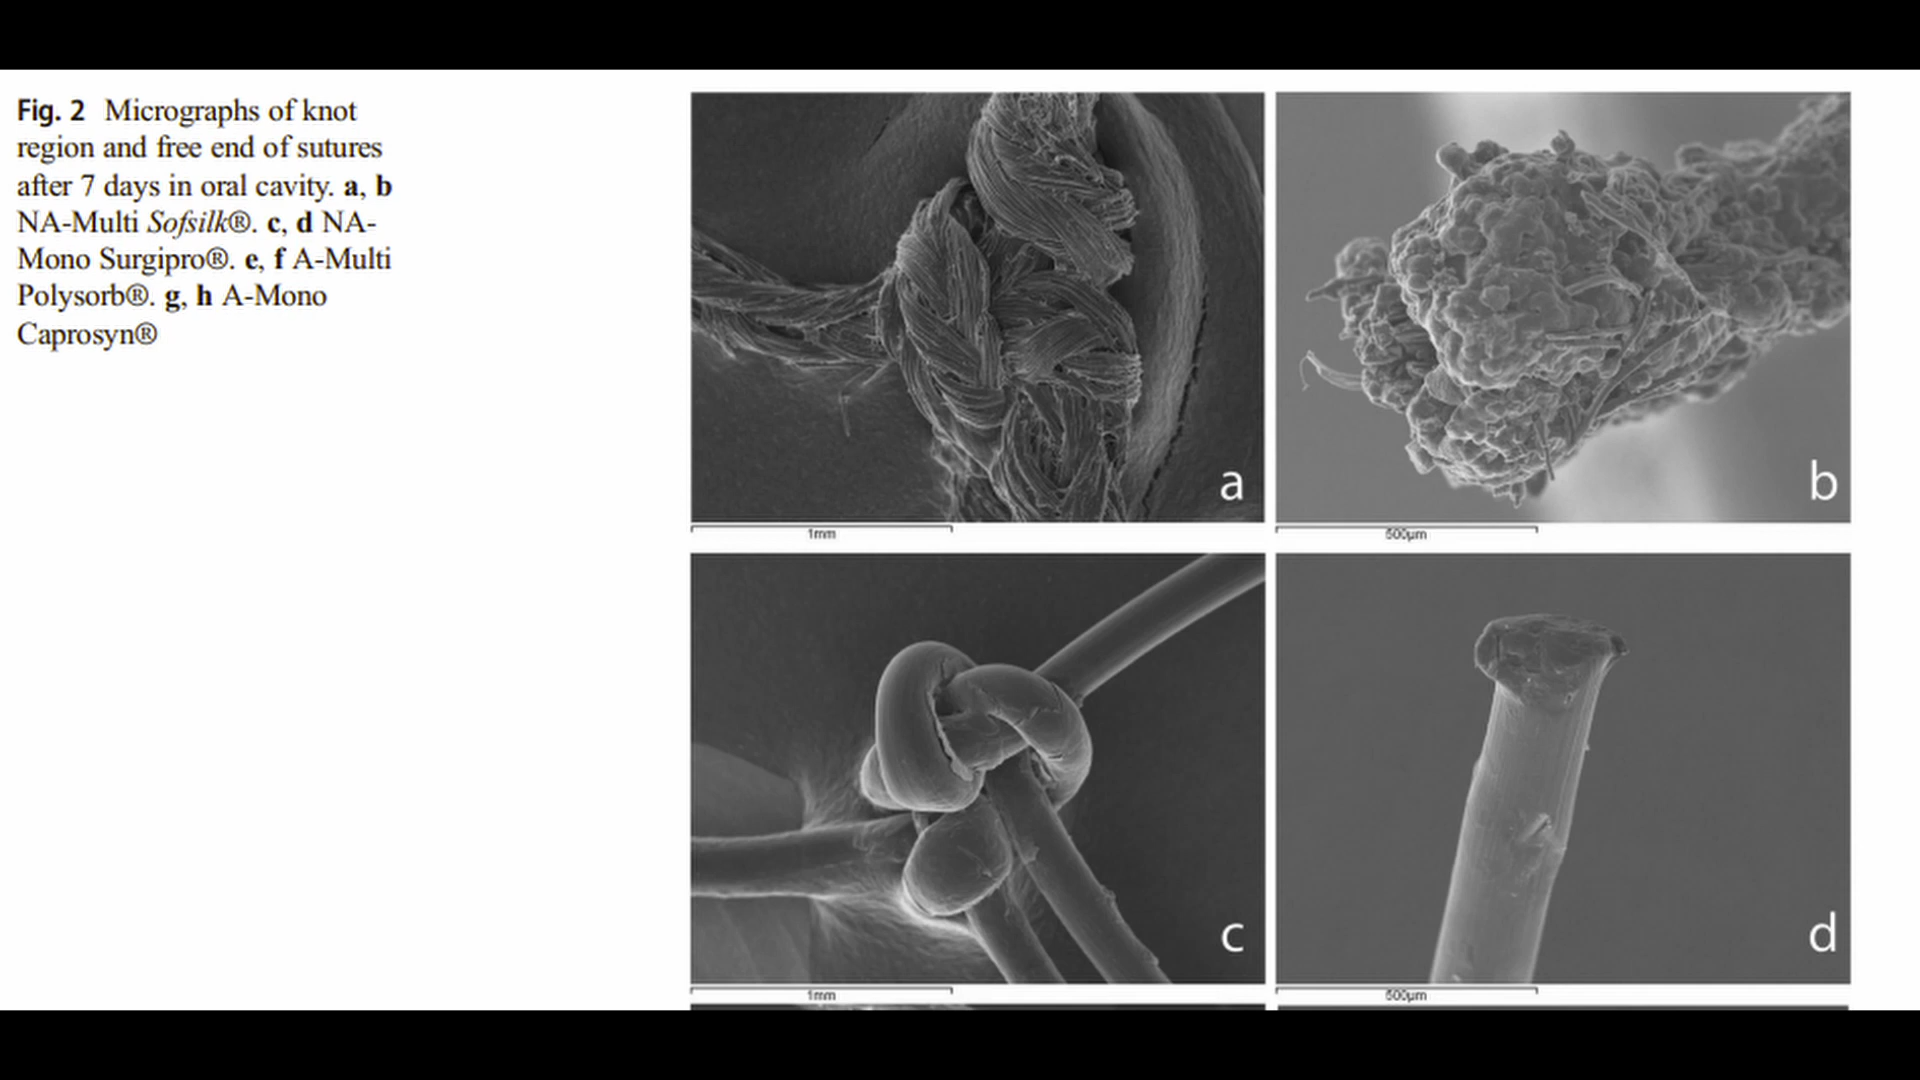 Fig. 2 Micrographs of knot
region and free end of sutures
after 7 days in oral cavity. a, b
NA-Multi Sofsilk®. c, d NA-
Mono Surgipro®. e, f A-Multi
Polysorb®. g, h A-Mono
Caprosyn®
a
b
1mm
500µm
c
d
1mm
500µm